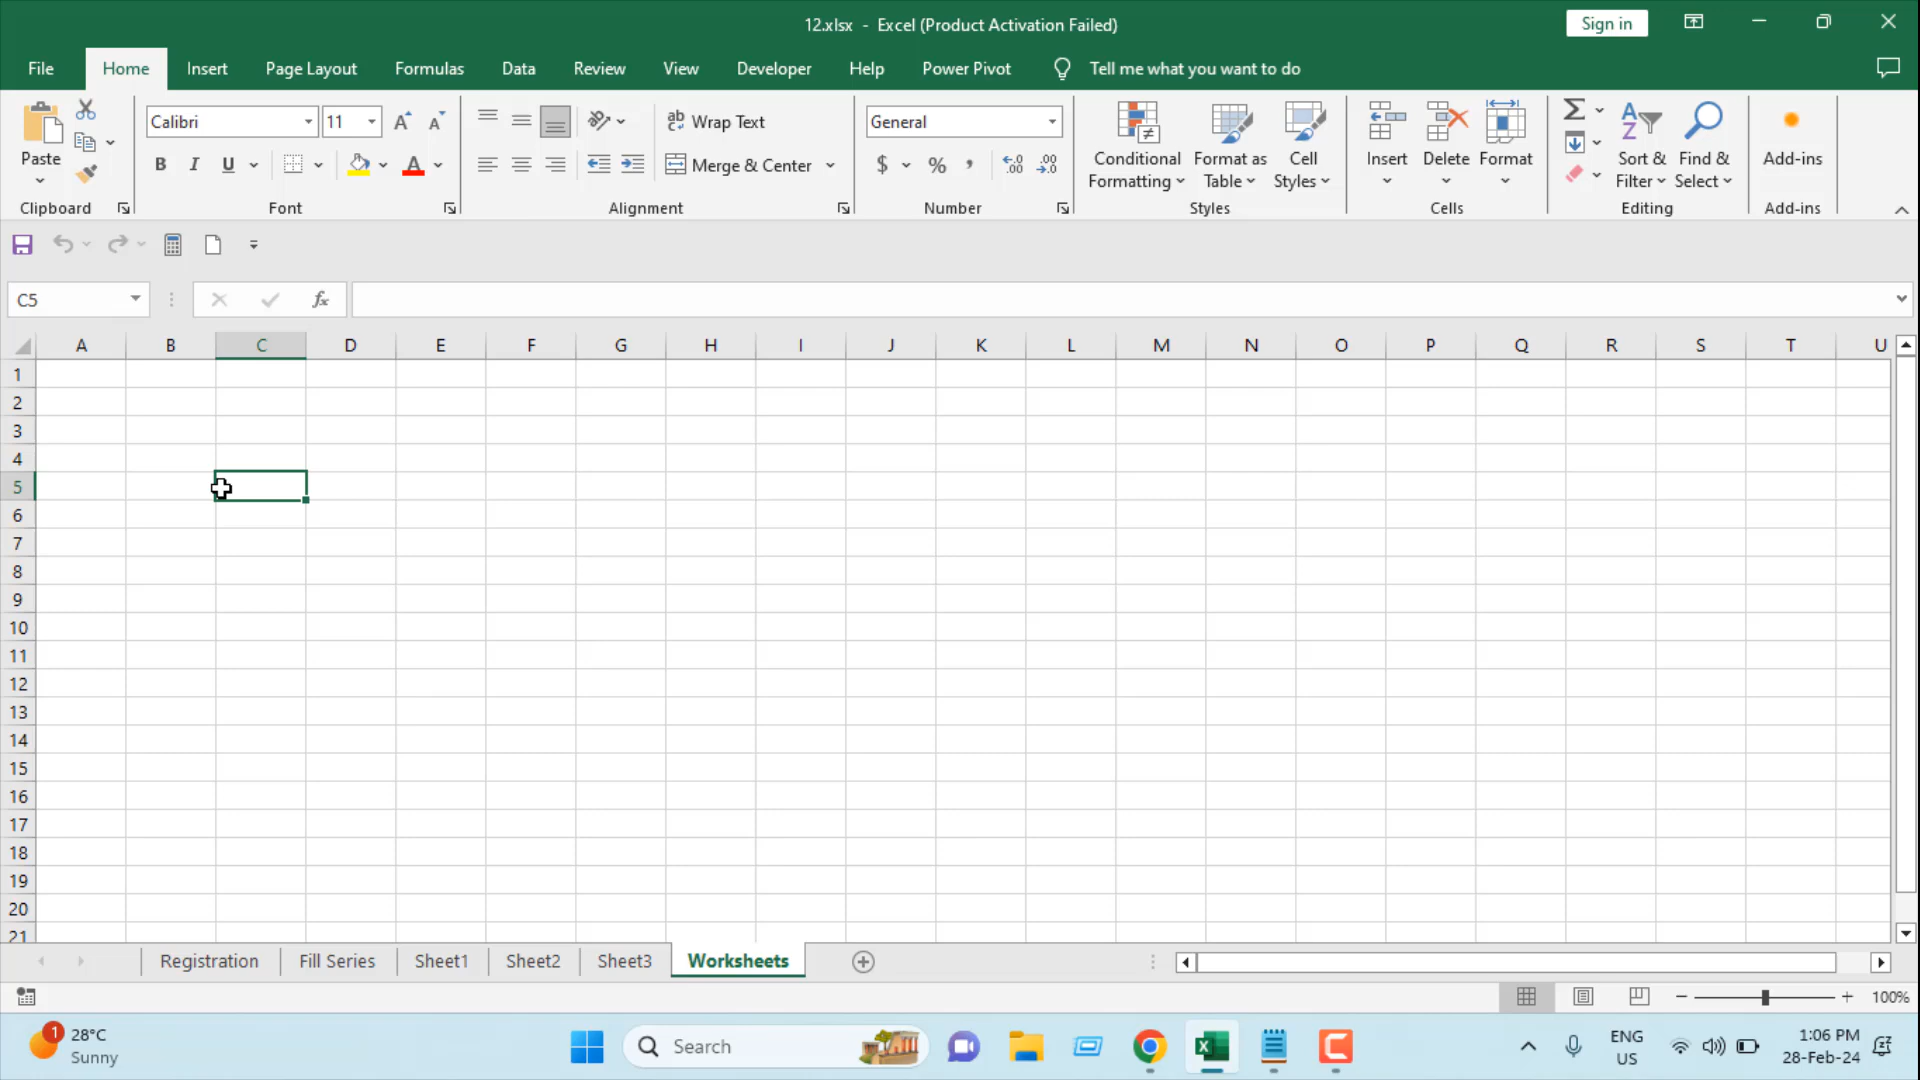 12.xlsx - Excel (Product Activation Failed)
Sign in
File Home Insert Page Layout Formulas Data Review View Developer Help Power Pivot Tell me what you want to do
Paste
Calibri 11
B I U
Wrap Text
Merge & Center
General
$ % ,
Conditional Formatting
Format as Table
Cell Styles
Insert
Delete
Format
Sort & Filter
Find & Select
Add-ins
Clipboard Font Alignment Number Styles Cells Editing Add-ins
C5 fx
A B C D E F G H I J K L M N O P Q R S T U
1
2
3
4
5
6
7
8
9
10
11
12
13
14
15
16
17
18
19
20
21
Registration Fill Series Sheet1 Sheet2 Sheet3 Worksheets
100%
1 28°C
Sunny
Search
ENG
US
1:06 PM
28-Feb-24